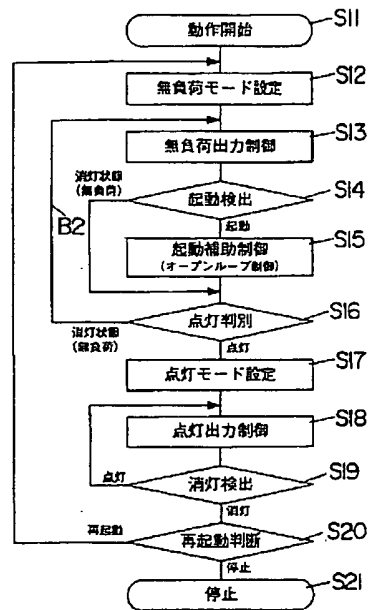 動作開始
S11
無負荷モード設定
S12
無負荷出力制御
S13
消灯状態
(無負荷)
起動検出
S14
起動
B2
起動補助制御
(オープンループ制御)
S15
点灯判別
S16
消灯状態
(無負荷)
点灯
点灯モード設定
S17
点灯出力制御
S18
点灯
消灯検出
S19
消灯
再起動
再起動判断
S20
停止
停止
S21